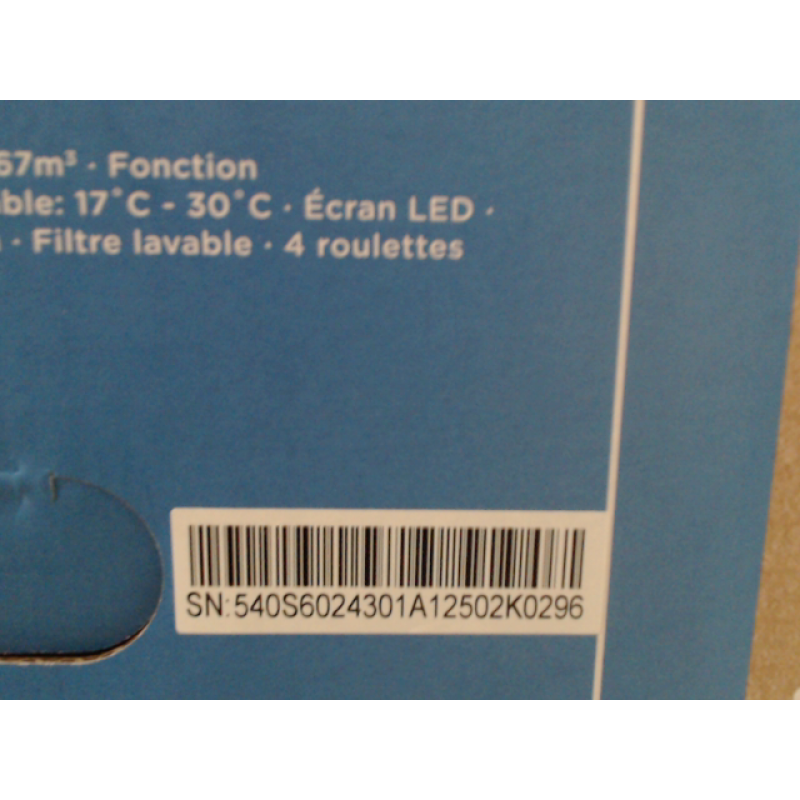 67m³ · Fonction
ble: 17°C - 30°C · Écran LED ·
· Filtre lavable · 4 roulettes
SN:540S6024301A12502K0296